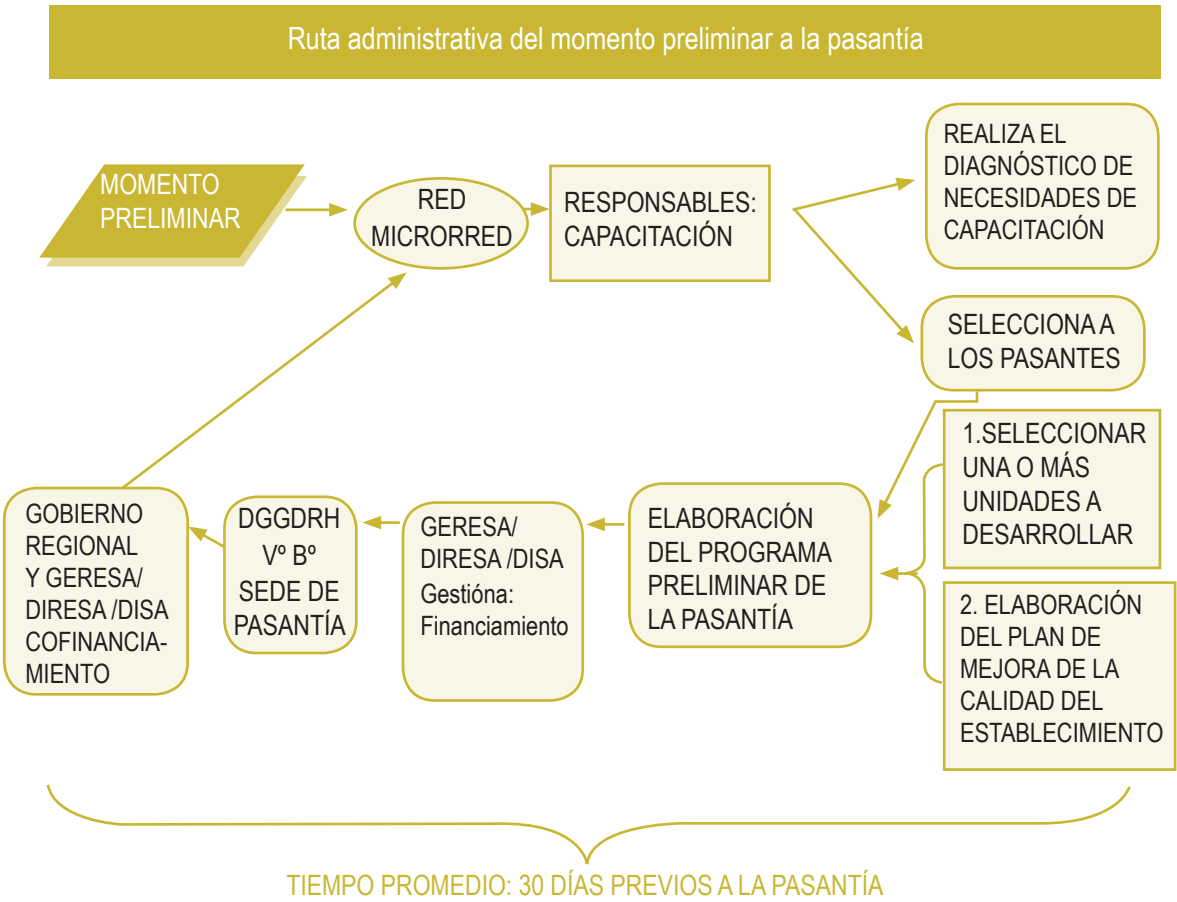 Ruta administrativa del momento preliminar a la pasantía
MOMENTO
PRELIMINAR
RED
MICRORRED
RESPONSABLES:
CAPACITACIÓN
REALIZA EL
DIAGNÓSTICO DE
NECESIDADES DE
CAPACITACIÓN
SELECCIONA A
LOS PASANTES
1.SELECCIONAR
UNA O MÁS
UNIDADES A
DESARROLLAR
2. ELABORACIÓN
DEL PLAN DE
MEJORA DE LA
CALIDAD DEL
ESTABLECIMIENTO
ELABORACIÓN
DEL PROGRAMA
PRELIMINAR DE
LA PASANTÍA
GERESA/
DIRESA /DISA
Gestióna:
Financiamiento
DGGDRH
Vº Bº
SEDE DE
PASANTÍA
GOBIERNO
REGIONAL
Y GERESA/
DIRESA /DISA
COFINANCIA-
MIENTO
TIEMPO PROMEDIO: 30 DÍAS PREVIOS A LA PASANTÍA